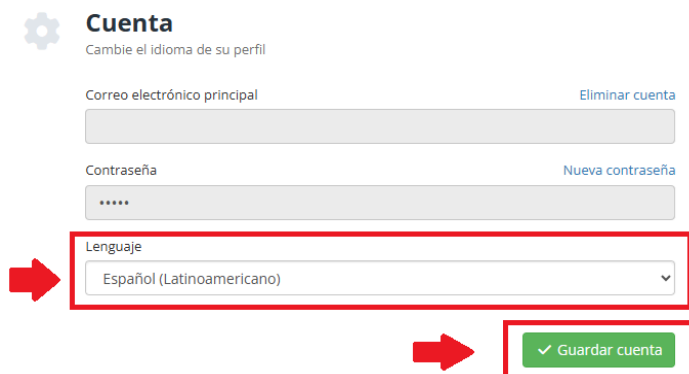 Cuenta
Cambie el idioma de su perfil
Correo electrónico principal Eliminar cuenta
Contraseña Nueva contraseña
•••••
Lenguaje
Español (Latinoamericano)
Guardar cuenta